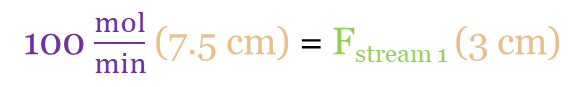 100 mol/min (7.5 cm) = F_stream 1 (3 cm)